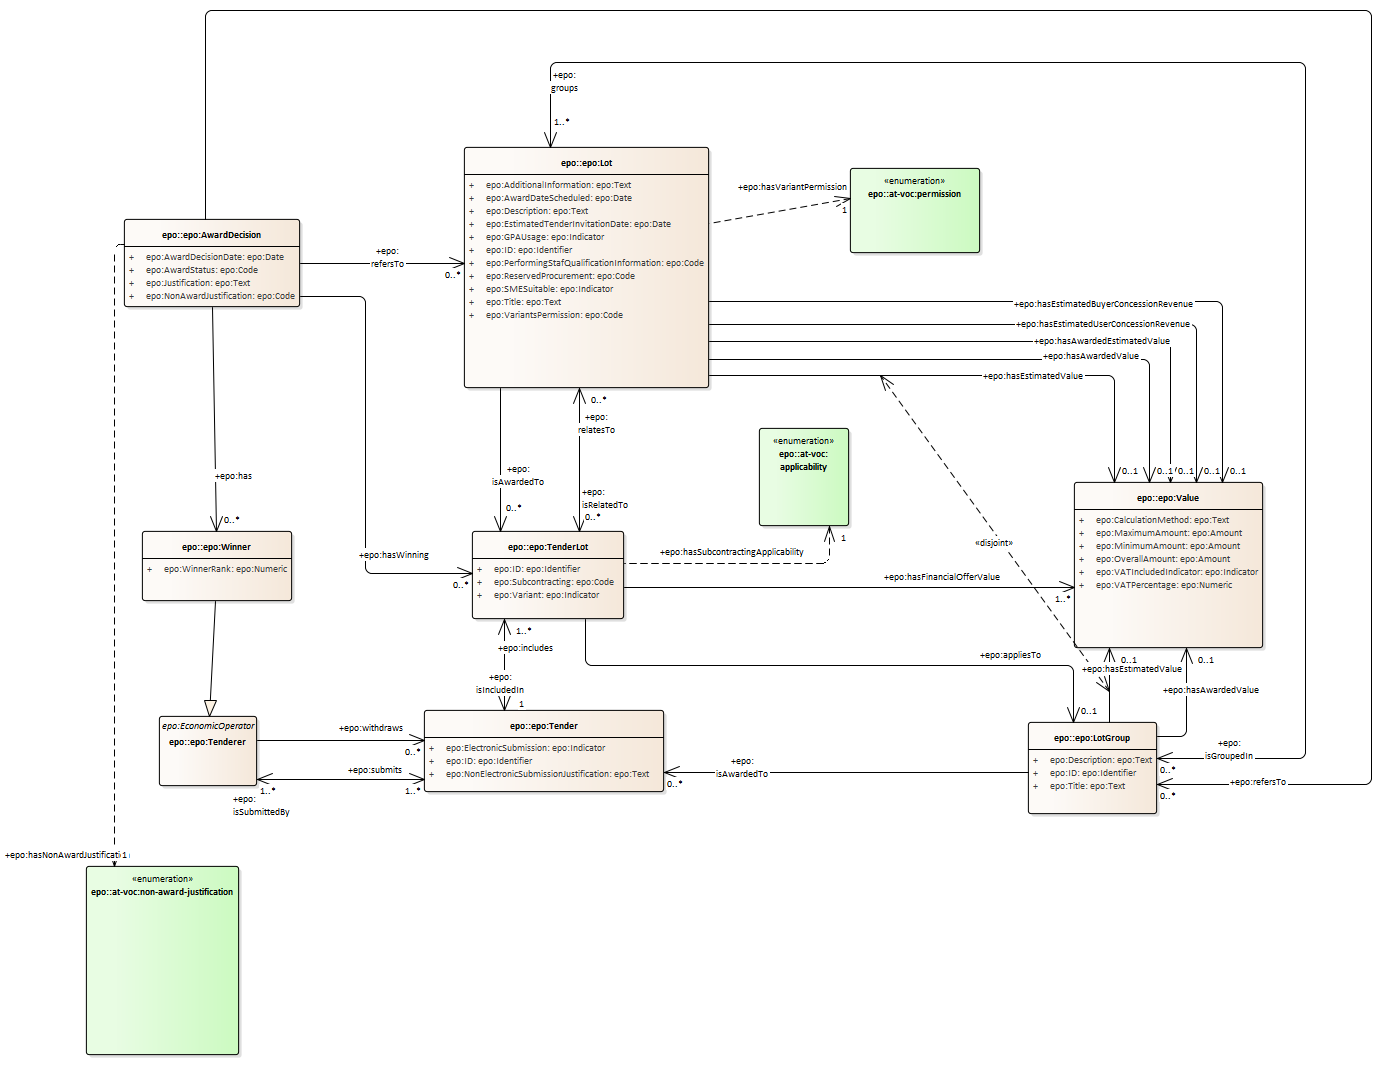 +epo:
groups
1..*
epo::epo:Lot
+ epo:AdditionalInformation: epo:Text
+ epo:AwardDateScheduled: epo:Date
+ epo:Description: epo:Text
+ epo:EstimatedTenderInvitationDate: epo:Date
+ epo:GPAUsage: epo:Indicator
+ epo:ID: epo:Identifier
+ epo:PerformingStafQualificationInformation: epo:Code
+ epo:ReservedProcurement: epo:Code
+ epo:SMESuitable: epo:Indicator
+ epo:Title: epo:Text
+ epo:VariantsPermission: epo:Code
+epo:hasVariantPermission
1
«enumeration»
epo::at-voc:permission
epo::epo:AwardDecision
+ epo:AwardDecisionDate: epo:Date
+ epo:AwardStatus: epo:Code
+ epo:Justification: epo:Text
+ epo:NonAwardJustification: epo:Code
+epo:
refersTo
0..*
+epo:hasEstimatedBuyerConcessionRevenue
+epo:hasEstimatedUserConcessionRevenue
+epo:hasAwardedEstimatedValue
+epo:hasAwardedValue
+epo:hasEstimatedValue
0..*
+epo:
relatesTo
«enumeration»
epo::at-voc:
applicability
+epo:
isAwardedTo
0..*
+epo:
isRelatedTo
0..*
0..1
0..1
0..1
0..1
0..1
+epo:has
0..*
epo::epo:Value
+ epo:CalculationMethod: epo:Text
+ epo:MaximumAmount: epo:Amount
+ epo:MinimumAmount: epo:Amount
+ epo:OverallAmount: epo:Amount
+ epo:VATIncludedIndicator: epo:Indicator
+ epo:VATPercentage: epo:Numeric
«disjoint»
epo::epo:Winner
+ epo:WinnerRank: epo:Numeric
+epo:hasWinning
0..*
epo::epo:TenderLot
+ epo:ID: epo:Identifier
+ epo:Subcontracting: epo:Code
+ epo:Variant: epo:Indicator
+epo:hasSubcontractingApplicability
1
+epo:hasFinancialOfferValue
1..*
1..*
+epo:includes
+epo:
isIncludedIn
1
+epo:appliesTo
0..1
0..1
+epo:hasEstimatedValue
0..1
+epo:hasAwardedValue
epo:EconomicOperator
epo::epo:Tenderer
+epo:withdraws
0..*
+epo:submits
1..*
1..*
+epo:
isSubmittedBy
epo::epo:Tender
+ epo:ElectronicSubmission: epo:Indicator
+ epo:ID: epo:Identifier
+ epo:NonElectronicSubmissionJustification: epo:Text
+epo:
isAwardedTo
0..*
epo::epo:LotGroup
+ epo:Description: epo:Text
+ epo:ID: epo:Identifier
+ epo:Title: epo:Text
+epo:
isGroupedIn
0..*
+epo:refersTo
0..*
+epo:hasNonAwardJustificati
1
«enumeration»
epo::at-voc:non-award-justification